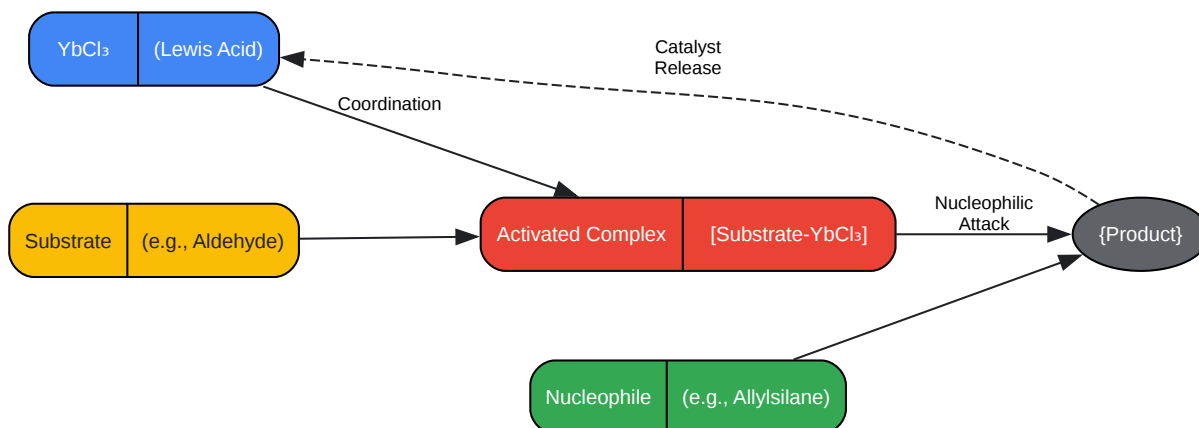 YbCl₃
(Lewis Acid)
Catalyst
Release
Coordination
Substrate
(e.g., Aldehyde)
Activated Complex
[Substrate-YbCl₃]
Nucleophilic
Attack
{Product}
Nucleophile
(e.g., Allylsilane)